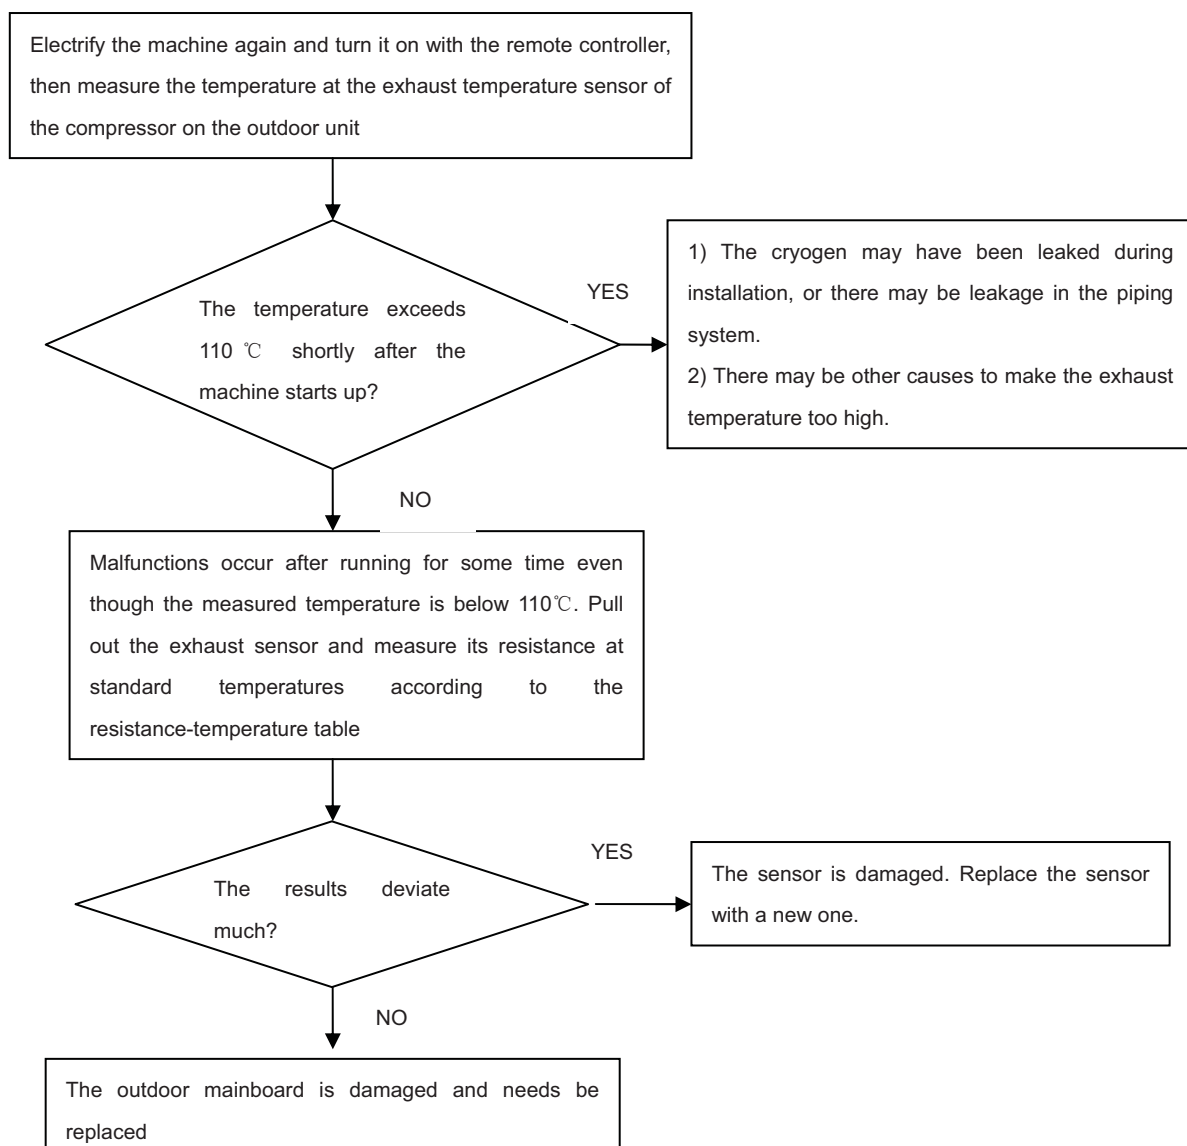 Electrify the machine again and turn it on with the remote controller,
then measure the temperature at the exhaust temperature sensor of
the compressor on the outdoor unit
The temperature exceeds
110 ℃ shortly after the
machine starts up?
YES
1) The cryogen may have been leaked during
installation, or there may be leakage in the piping
system.
2) There may be other causes to make the exhaust
temperature too high.
NO
Malfunctions occur after running for some time even
though the measured temperature is below 110℃. Pull
out the exhaust sensor and measure its resistance at
standard temperatures according to the
resistance-temperature table
The results deviate
much?
YES
The sensor is damaged. Replace the sensor
with a new one.
NO
The outdoor mainboard is damaged and needs be
replaced